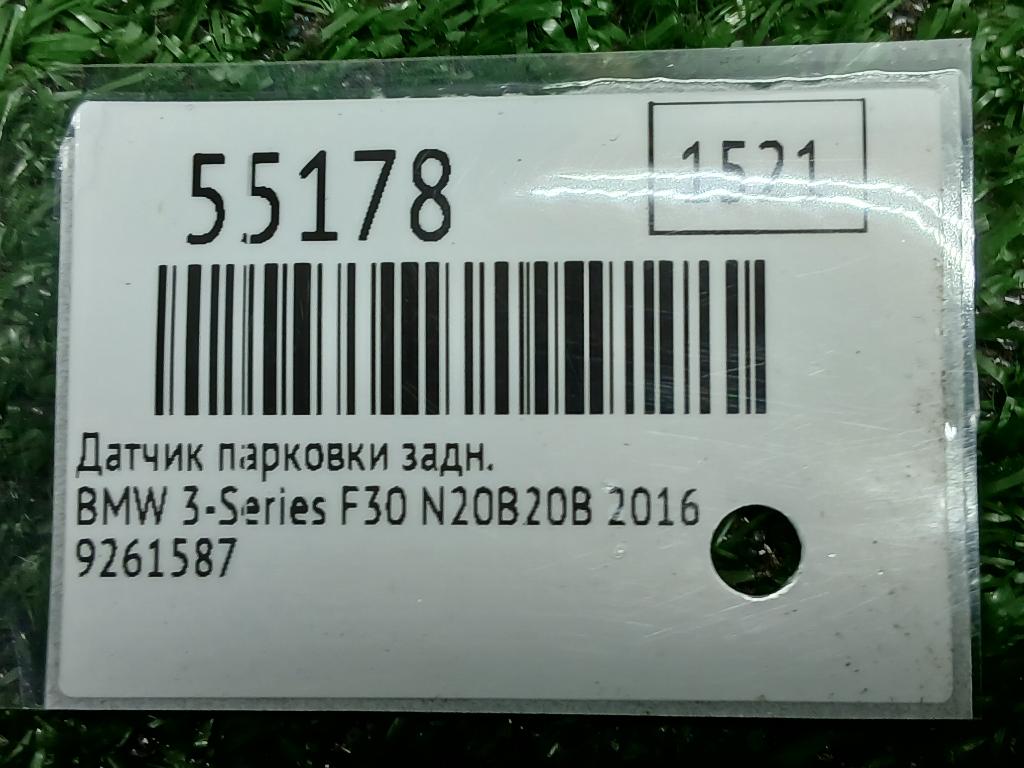 55178
1521
Датчик парковки задн.
BMW 3-Series F30 N20B20B 2016
9261587